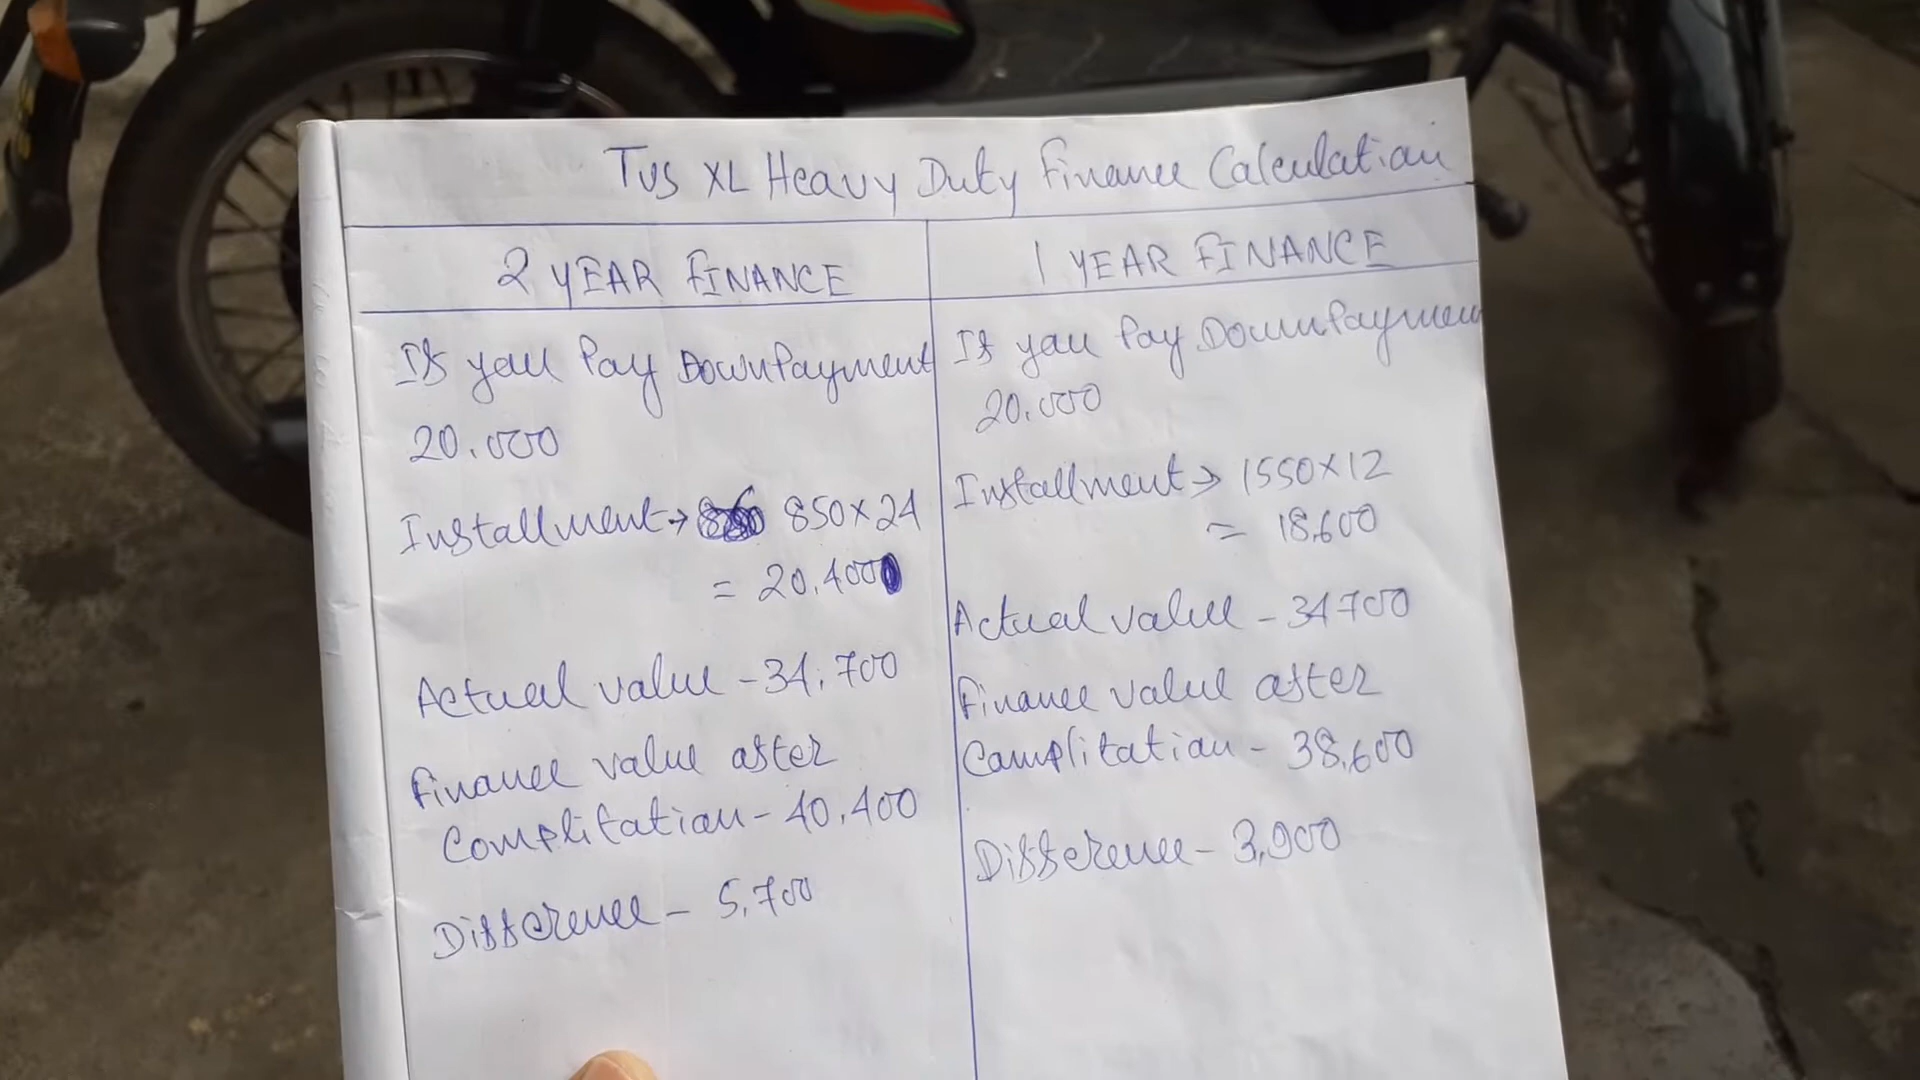 TVS XL Heavy Duty Finance Calculation
2 YEAR FINANCE
If you Pay DownPayment
20.000
Installment → 850×24
= 20.400
Actual value - 34.700
Finance value after
Complitation - 40.400
Difference - 5.700
1 YEAR FINANCE
If you Pay DownPayment
20.000
Installment → 1550×12
= 18.600
Actual value - 34700
Finance value after
Complitation - 38.600
Difference - 3.900